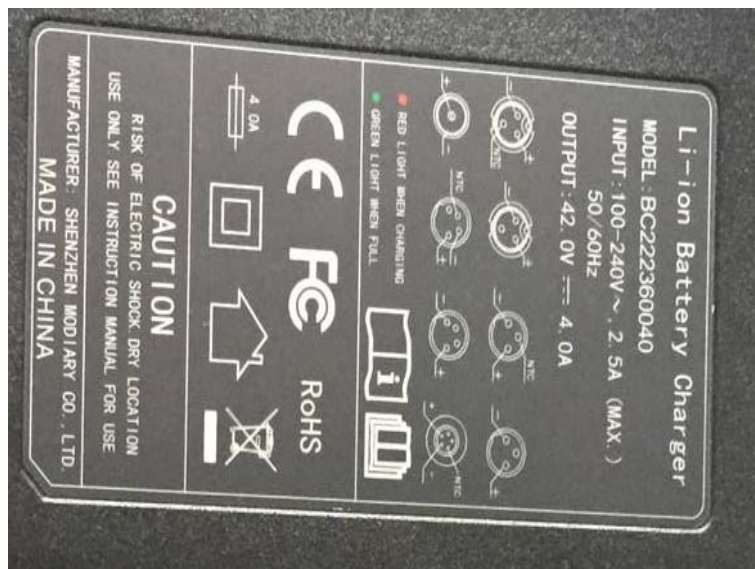 Li-ion Battery Charger
MODEL:BC222360040
INPUT:100-240V~, 2.5A (MAX.)
50/60Hz
OUTPUT:42.0V⎓4.0A
- NTC +
- +
- NTC +
- +
+ -
NTC - +
- +
+ NTC -
RED LIGHT WHEN CHARGING
GREEN LIGHT WHEN FULL
CE FC RoHS
4.0A
CAUTION
RISK OF ELECTRIC SHOCK.DRY LOCATION
USE ONLY SEE INSTRUCTION MANUAL FOR USE
MANUFACTURER: SHENZHEN MODIARY CO.,LTD.
MADE IN CHINA